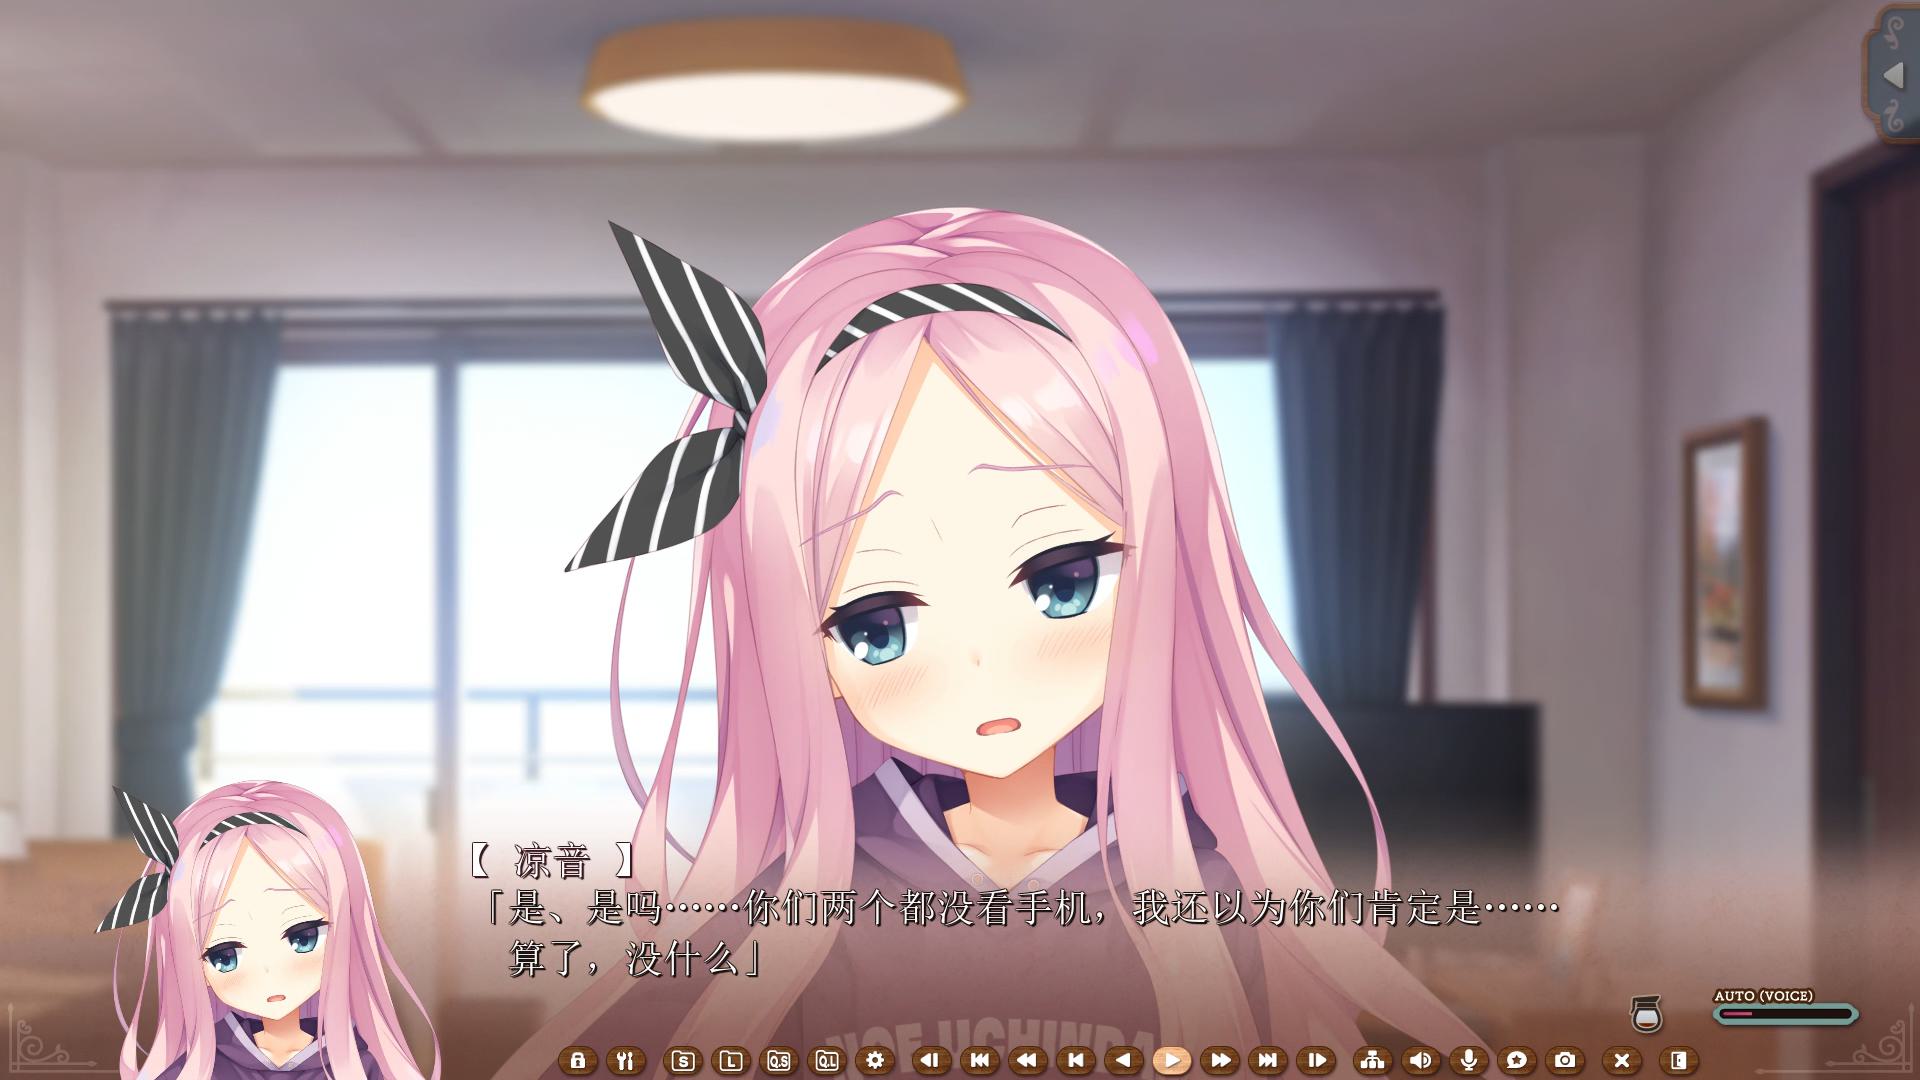 【 凉音 】
「是、是吗……你们两个都没看手机，我还以为你们肯定是……
算了，没什么」
AUTO (VOICE)
S L Q.S Q.L